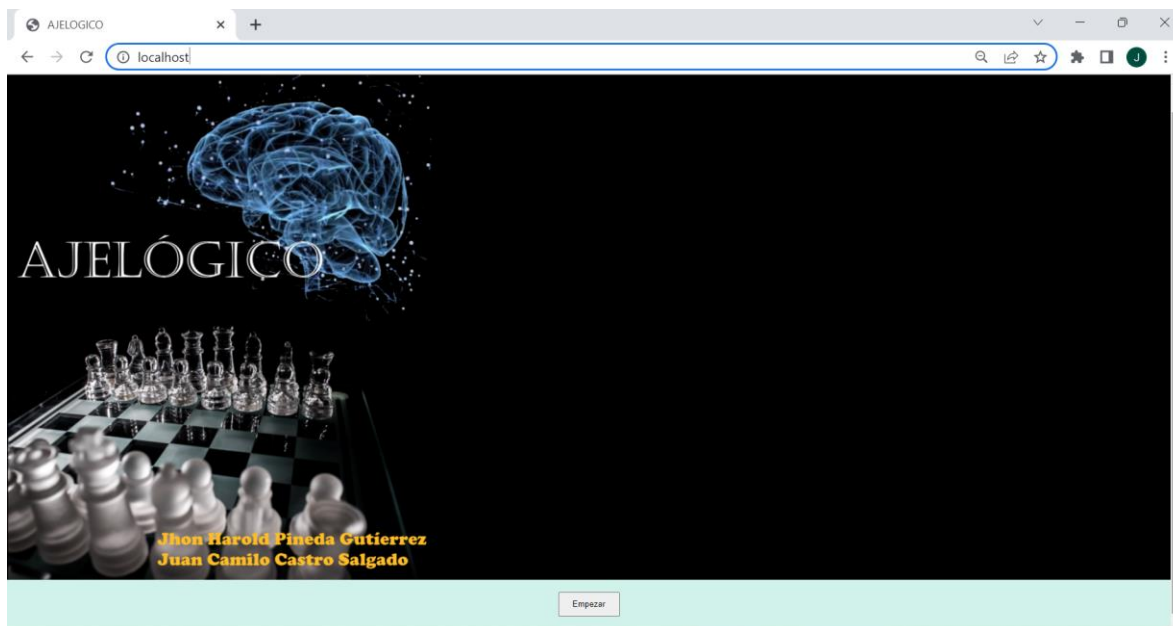 AJELOGICO
localhost
J
AJELÓGICO
Jhon Harold Pineda Gutierrez
Juan Camilo Castro Salgado
Empezar